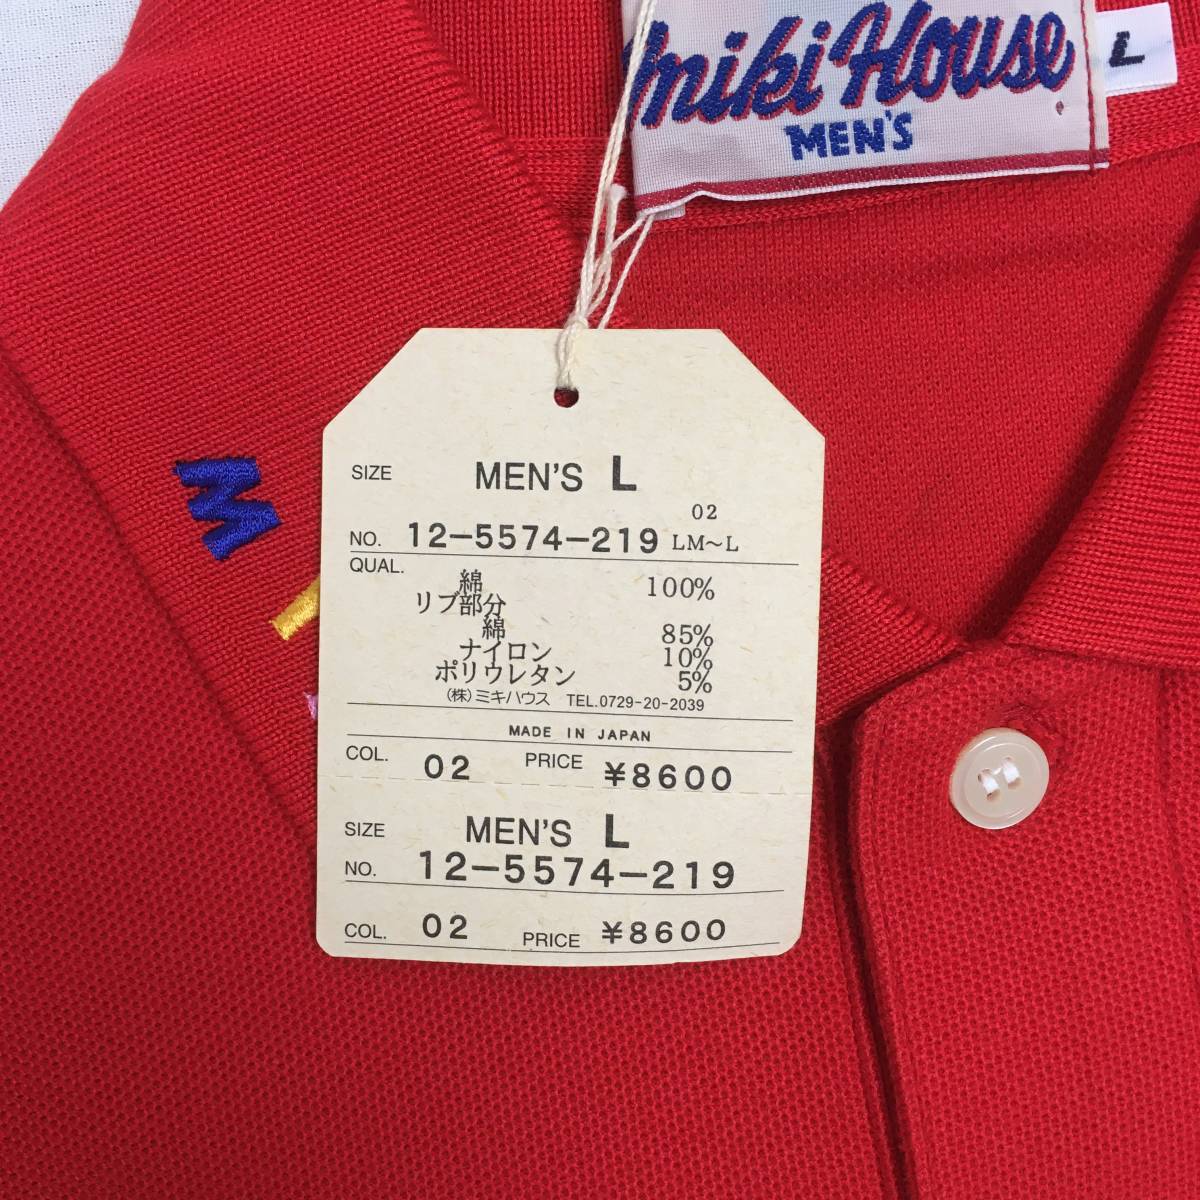 miki House
MEN'S
L
SIZE MEN'S L
02
NO. 12-5574-219 LM~L
QUAL.
綿 100%
リブ部分
綿 85%
ナイロン 10%
ポリウレタン 5%
(株)ミキハウス TEL.0729-20-2039
MADE IN JAPAN
COL. 02 PRICE ¥8600
SIZE MEN'S L
NO. 12-5574-219
COL. 02 PRICE ¥8600
M